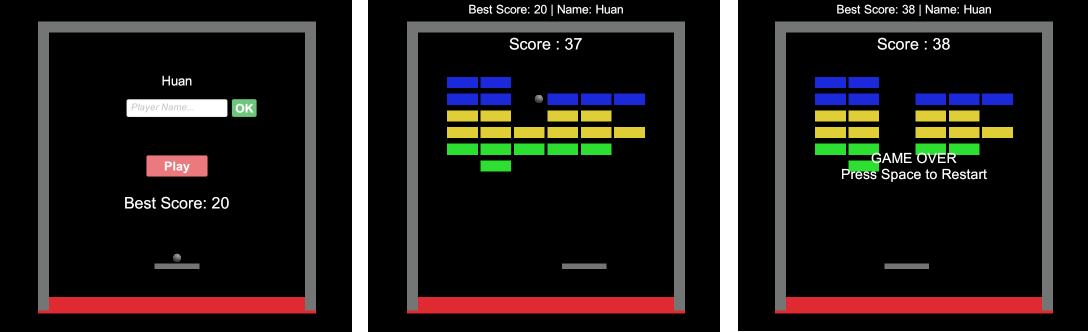 Huan
Player Name...
OK
Play
Best Score: 20
Best Score: 20 | Name: Huan
Score : 37
Best Score: 38 | Name: Huan
Score : 38
GAME OVER
Press Space to Restart